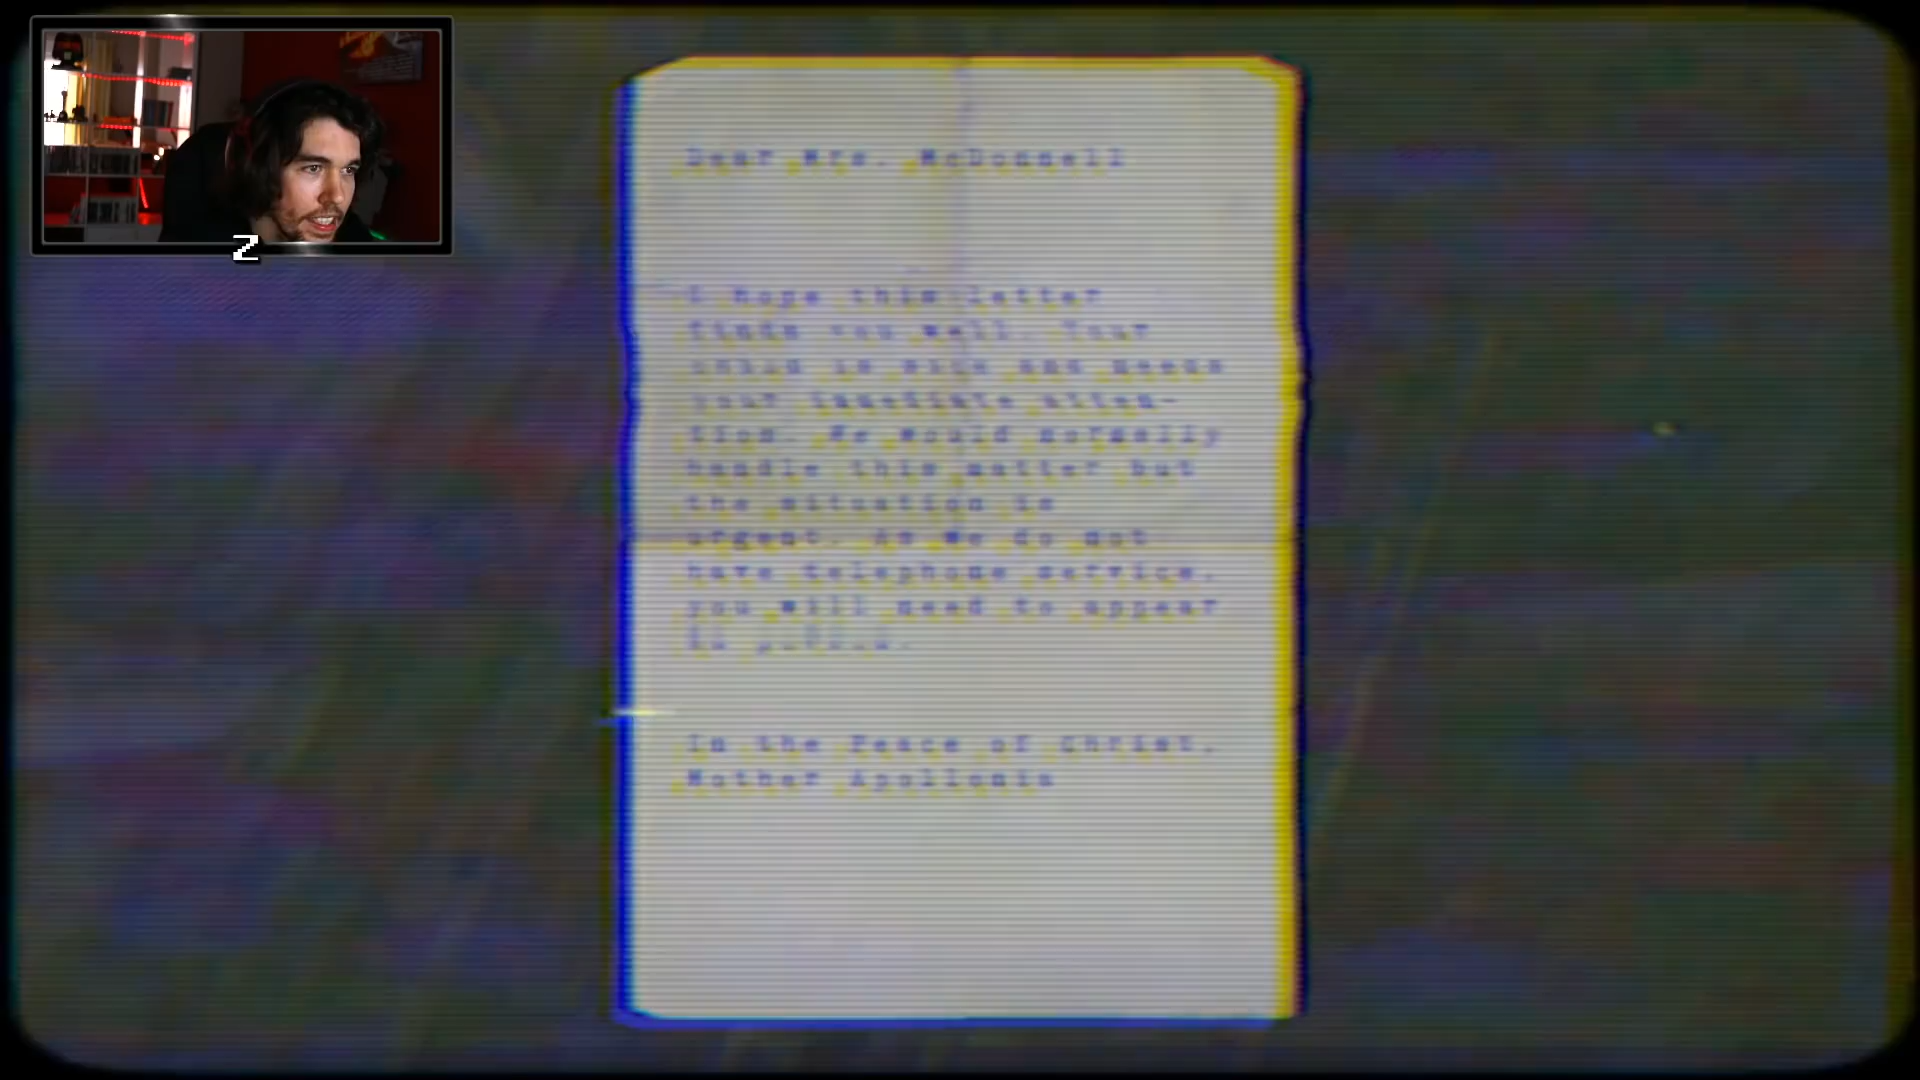 Z
Dear Mrs. McDonnell
I hope this letter
finds you well. Your
child is sick and needs
your immediate atten-
tion. We would normally
handle this matter but
the situation is
urgent. As we do not
have telephone service,
you will need to appear
in person.
In the Peace of Christ,
Mother Apollonia